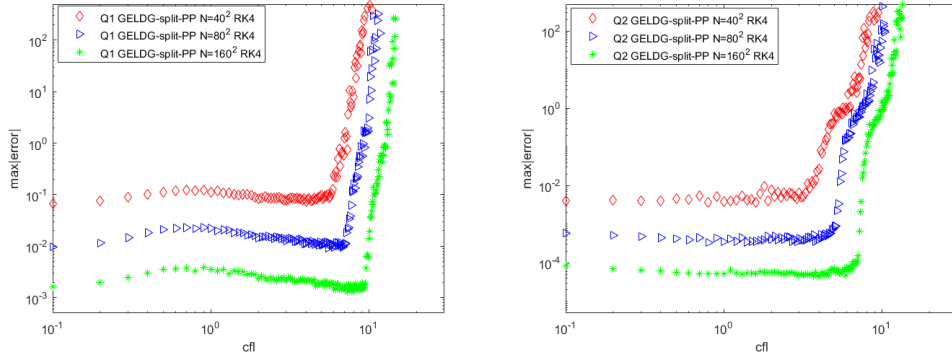 Q1 GELDG-split-PP N=40² RK4
Q1 GELDG-split-PP N=80² RK4
Q1 GELDG-split-PP N=160² RK4
10²
10¹
10⁰
10⁻¹
10⁻²
10⁻³
max|error|
10⁻¹
10⁰
10¹
cfl
Q2 GELDG-split-PP N=40² RK4
Q2 GELDG-split-PP N=80² RK4
Q2 GELDG-split-PP N=160² RK4
10²
10⁰
10⁻²
10⁻⁴
max|error|
10⁻¹
10⁰
10¹
cfl